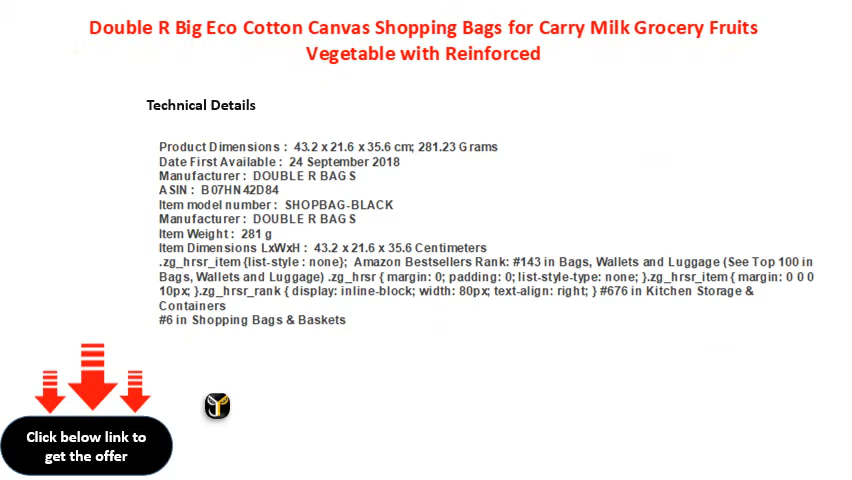 Double R Big Eco Cotton Canvas Shopping Bags for Carry Milk Grocery Fruits
Vegetable with Reinforced
Technical Details
Product Dimensions : 43.2 x 21.6 x 35.6 cm; 281.23 Grams
Date First Available : 24 September 2018
Manufacturer : DOUBLE R BAGS
ASIN : B07HN42D84
Item model number : SHOPBAG-BLACK
Manufacturer : DOUBLE R BAGS
Item Weight : 281 g
Item Dimensions LxWxH : 43.2 x 21.6 x 35.6 Centimeters
.zg_hrsr_item {list-style : none}; Amazon Bestsellers Rank: #143 in Bags, Wallets and Luggage (See Top 100 in
Bags, Wallets and Luggage) .zg_hrsr { margin: 0; padding: 0; list-style-type: none; }.zg_hrsr_item { margin: 0 0 0
10px; }.zg_hrsr_rank { display: inline-block; width: 80px; text-align: right; } #676 in Kitchen Storage &
Containers
#6 in Shopping Bags & Baskets
Click below link to
get the offer